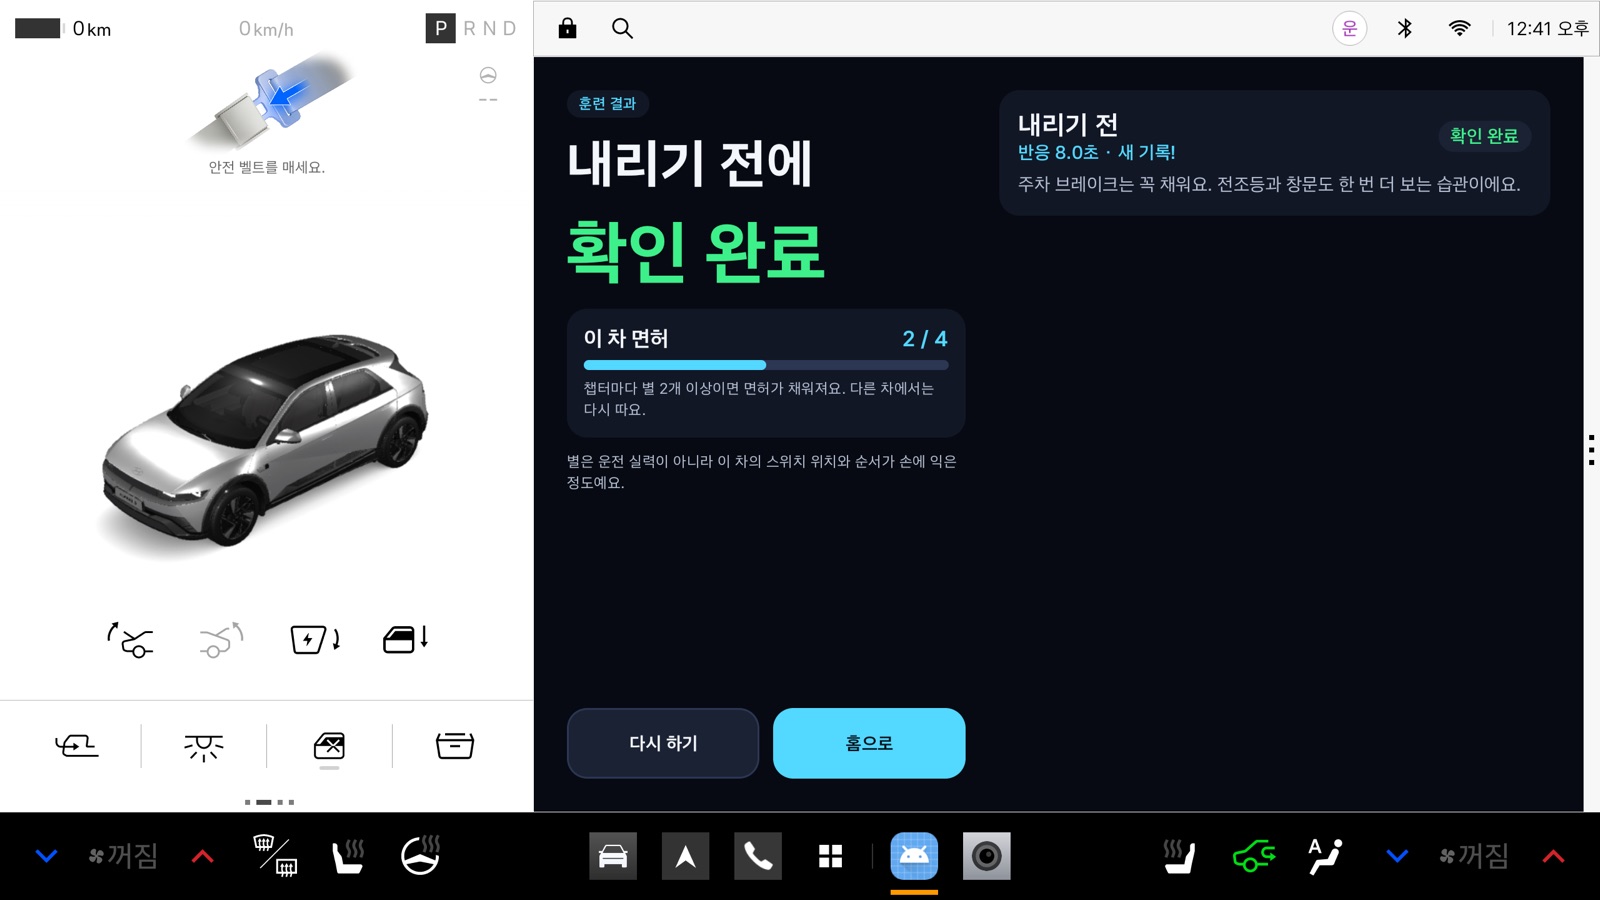 0 km
0 km/h
P R N D
안전 벨트를 매세요.
--
운
12:41 오후
훈련 결과
내리기 전에
확인 완료
이 차 면허
2 / 4
챕터마다 별 2개 이상이면 면허가 채워져요. 다른 차에서는
다시 따요.
별은 운전 실력이 아니라 이 차의 스위치 위치와 순서가 손에 익은
정도예요.
다시 하기
홈으로
내리기 전
확인 완료
반응 8.0초 · 새 기록!
주차 브레이크는 꼭 채워요. 전조등과 창문도 한 번 더 보는 습관이에요.
꺼짐
A
꺼짐